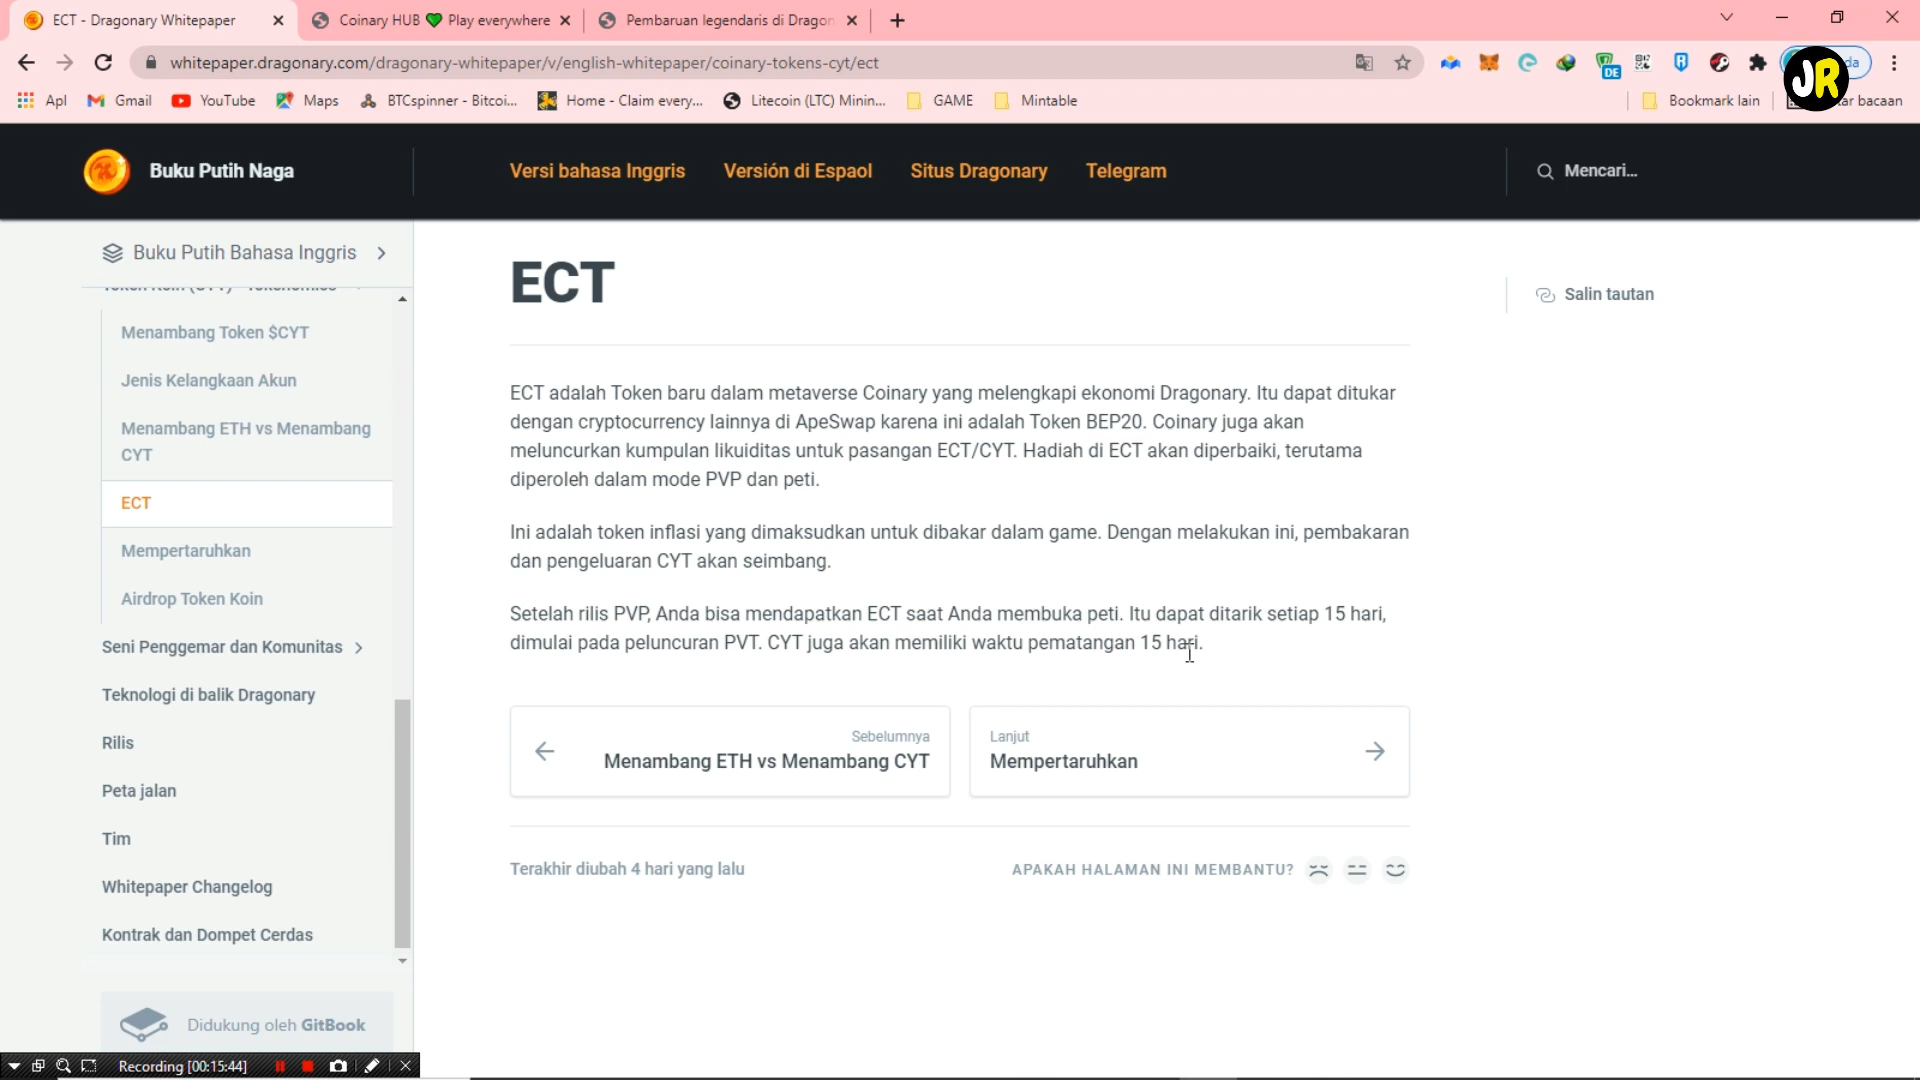 ECT - Dragonary Whitepaper
Coinary HUB 💚 Play everywhere
Pembaruan legendaris di Dragon
whitepaper.dragonary.com/dragonary-whitepaper/v/english-whitepaper/coinary-tokens-cyt/ect
DE
JR
da
Apl
Gmail
YouTube
Maps
BTCspinner - Bitcoi...
Home - Claim every...
Litecoin (LTC) Minin...
GAME
Mintable
Bookmark lain
ar bacaan
Buku Putih Naga
Versi bahasa Inggris
Versión di Espaol
Situs Dragonary
Telegram
Mencari...
Buku Putih Bahasa Inggris
Menambang Token $CYT
Jenis Kelangkaan Akun
Menambang ETH vs Menambang
CYT
ECT
Mempertaruhkan
Airdrop Token Koin
Seni Penggemar dan Komunitas
Teknologi di balik Dragonary
Rilis
Peta jalan
Tim
Whitepaper Changelog
Kontrak dan Dompet Cerdas
Didukung oleh GitBook
ECT
Salin tautan
ECT adalah Token baru dalam metaverse Coinary yang melengkapi ekonomi Dragonary. Itu dapat ditukar
dengan cryptocurrency lainnya di ApeSwap karena ini adalah Token BEP20. Coinary juga akan
meluncurkan kumpulan likuiditas untuk pasangan ECT/CYT. Hadiah di ECT akan diperbaiki, terutama
diperoleh dalam mode PVP dan peti.
Ini adalah token inflasi yang dimaksudkan untuk dibakar dalam game. Dengan melakukan ini, pembakaran
dan pengeluaran CYT akan seimbang.
Setelah rilis PVP, Anda bisa mendapatkan ECT saat Anda membuka peti. Itu dapat ditarik setiap 15 hari,
dimulai pada peluncuran PVT. CYT juga akan memiliki waktu pematangan 15 hari.
Sebelumnya
Menambang ETH vs Menambang CYT
Lanjut
Mempertaruhkan
Terakhir diubah 4 hari yang lalu
APAKAH HALAMAN INI MEMBANTU?
Recording [00:15:44]